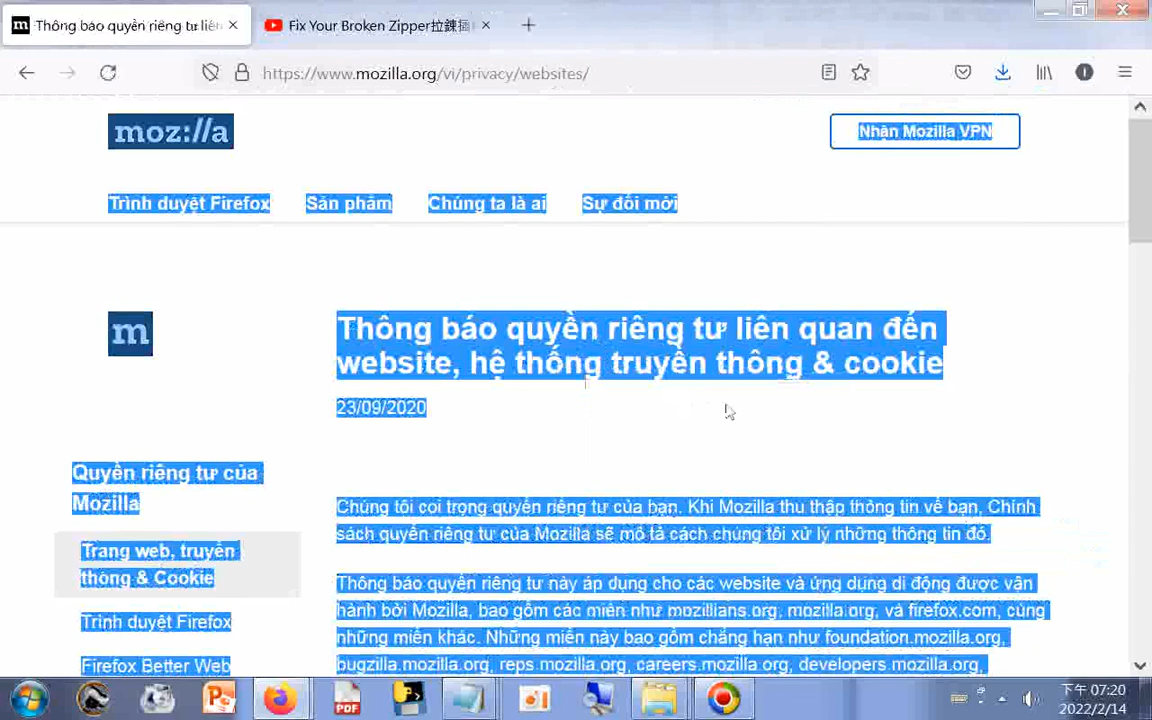 Thông báo quyền riêng tư liên
Fix Your Broken Zipper拉鍊插
https://www.mozilla.org/vi/privacy/websites/
moz://a
Nhận Mozilla VPN
Trình duyệt Firefox
Sản phẩm
Chúng ta là ai
Sự đổi mới
m
Thông báo quyền riêng tư liên quan đến
website, hệ thống truyền thông & cookie
23/09/2020
Quyền riêng tư của
Mozilla
Trang web, truyền
thông & Cookie
Trình duyệt Firefox
Firefox Better Web
Chúng tôi coi trọng quyền riêng tư của bạn. Khi Mozilla thu thập thông tin về bạn, Chính
sách quyền riêng tư của Mozilla sẽ mô tả cách chúng tôi xử lý những thông tin đó.
Thông báo quyền riêng tư này áp dụng cho các website và ứng dụng di động được vận
hành bởi Mozilla, bao gồm các miền như mozillians.org, mozilla.org, và firefox.com, cùng
những miền khác. Những miền này bao gồm chẳng hạn như foundation.mozilla.org,
bugzilla.mozilla.org, reps.mozilla.org, careers.mozilla.org, developers.mozilla.org,
下午 07:20
2022/2/14